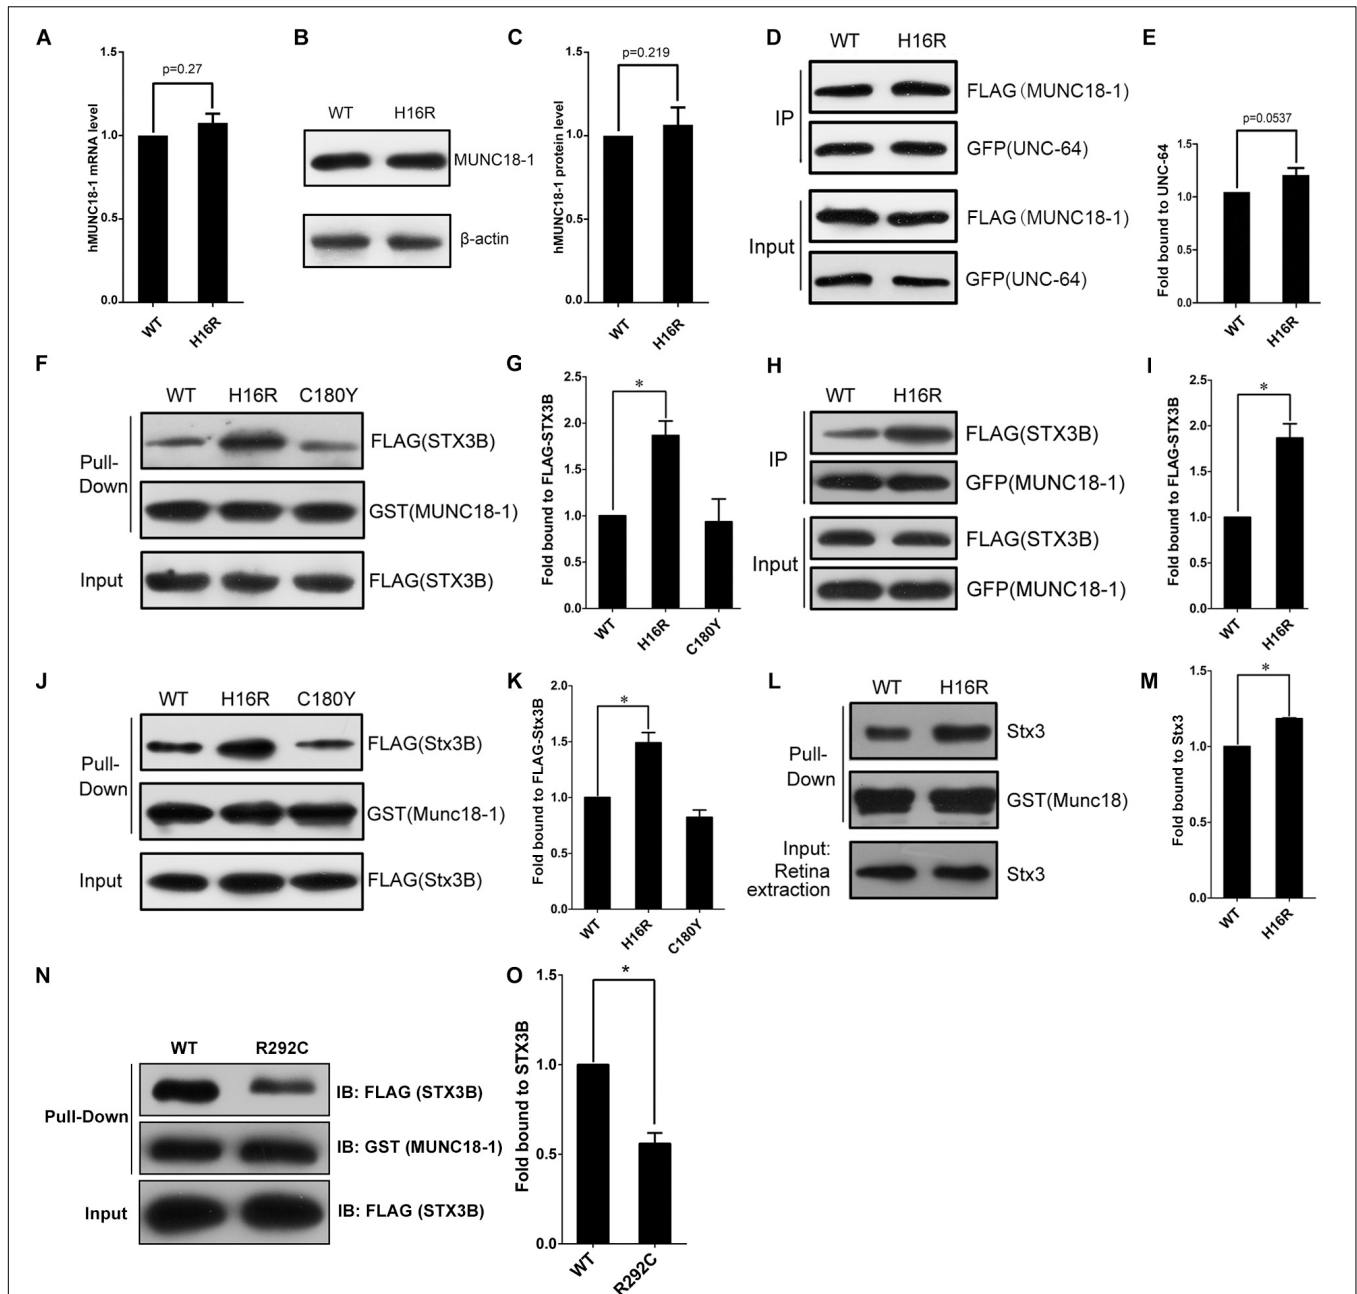 A
hMUNC18-1 mRNA level
1.5
1.0
0.5
0.0
p=0.27
WT
H16R
B
WT H16R
MUNC18-1
β-actin
C
hMUNC18-1 protein level
1.5
1.0
0.5
0.0
p=0.219
WT
H16R
D
WT H16R
IP
FLAG (MUNC18-1)
GFP(UNC-64)
Input
FLAG (MUNC18-1)
GFP(UNC-64)
E
Fold bound to UNC-64
p=0.0537
1.5
1.0
0.5
0.0
WT
H16R
F
WT H16R C180Y
Pull-
Down
FLAG(STX3B)
GST(MUNC18-1)
Input
FLAG(STX3B)
G
Fold bound to FLAG-STX3B
2.5
2.0
1.5
1.0
0.5
0.0
*
WT
H16R
C180Y
H
WT H16R
IP
FLAG(STX3B)
GFP(MUNC18-1)
Input
FLAG(STX3B)
GFP(MUNC18-1)
I
Fold bound to FLAG-STX3B
2.5
2.0
1.5
1.0
0.5
0.0
*
WT
H16R
J
WT H16R C180Y
Pull-
Down
FLAG(Stx3B)
GST(Munc18-1)
Input
FLAG(Stx3B)
K
Fold bound to FLAG-Stx3B
2.0
1.5
1.0
0.5
0.0
*
WT
H16R
C180Y
L
WT H16R
Pull-
Down
Stx3
GST(Munc18)
Input:
Retina
extraction
Stx3
M
Fold bound to Stx3
1.5
1.0
0.5
0.0
*
WT
H16R
N
WT R292C
Pull-Down
IB: FLAG (STX3B)
IB: GST (MUNC18-1)
Input
IB: FLAG (STX3B)
O
Fold bound to STX3B
1.5
1.0
0.5
0.0
*
WT
R292C